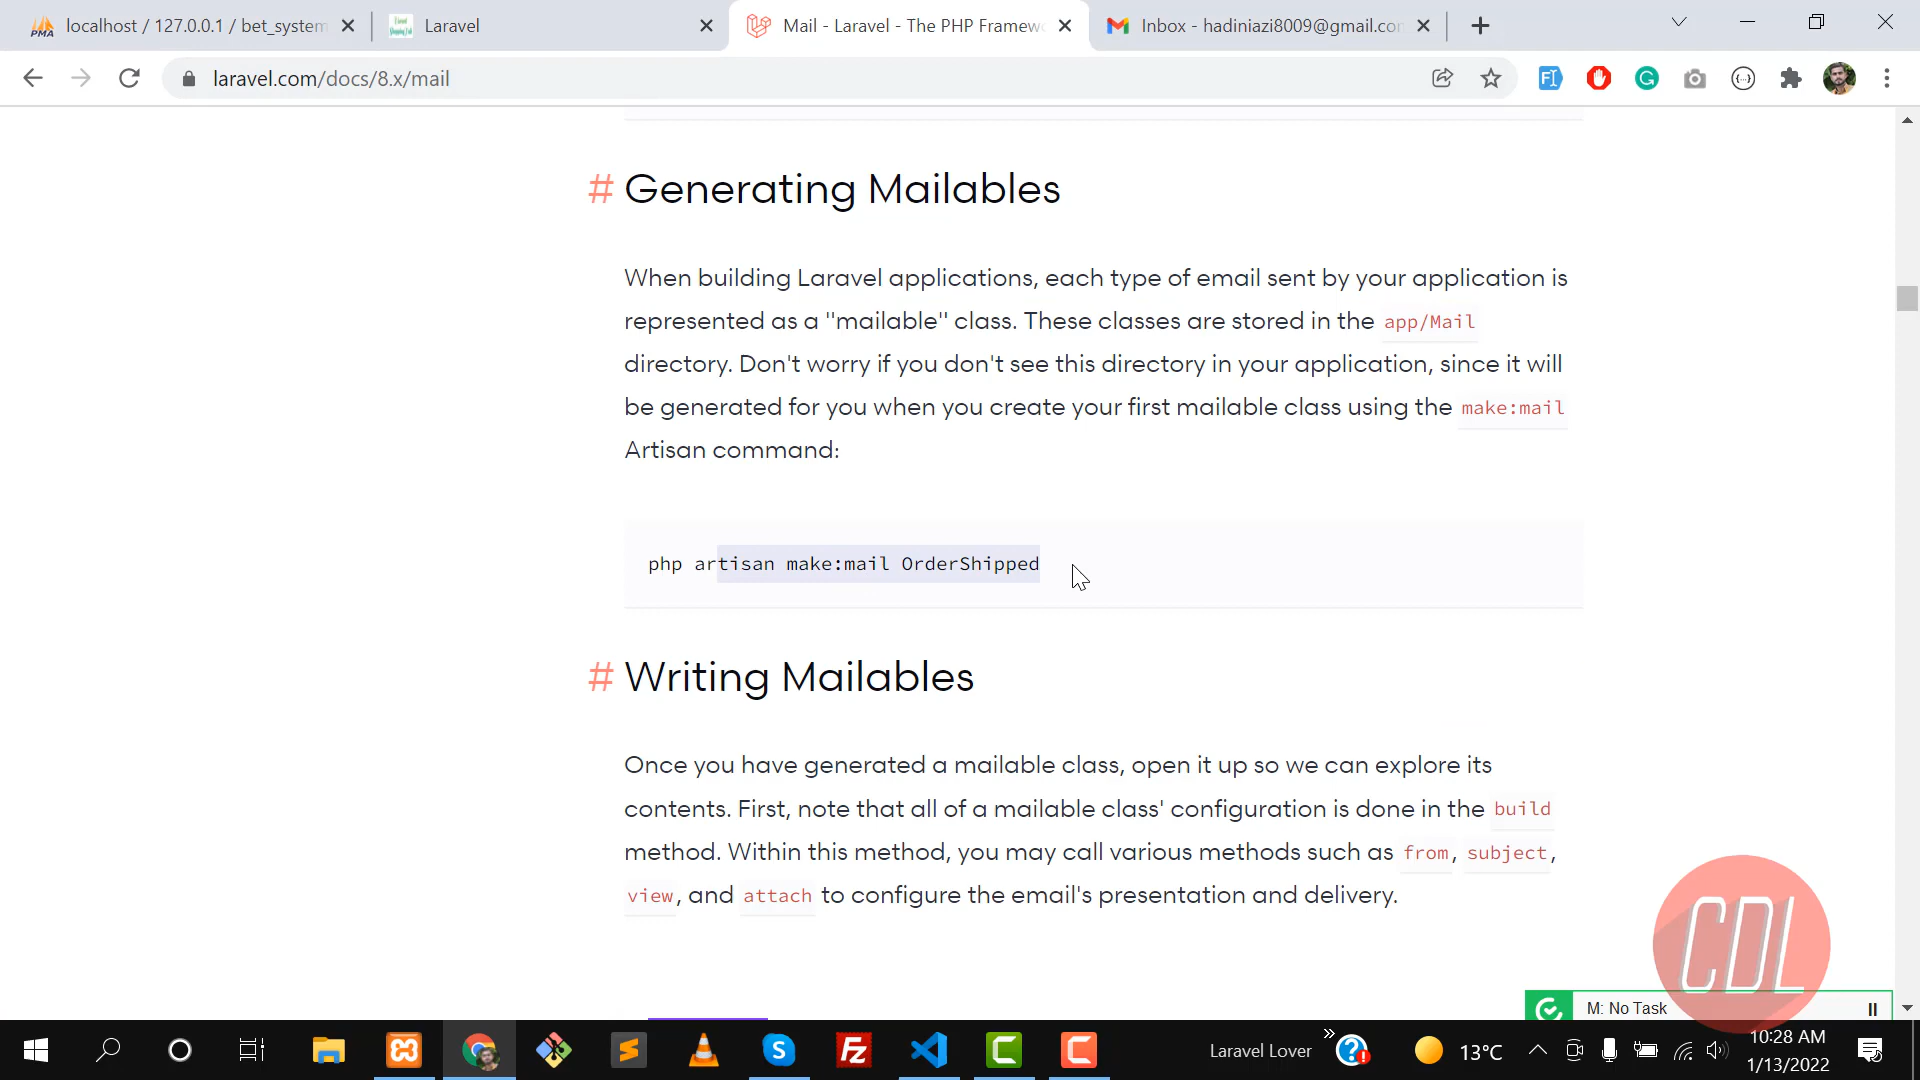 localhost / 127.0.0.1 / bet_system
Laravel
Mail - Laravel - The PHP Framew
Inbox - hadiniazi8009@gmail.co
laravel.com/docs/8.x/mail
# Generating Mailables
When building Laravel applications, each type of email sent by your application is
represented as a "mailable" class. These classes are stored in the app/Mail
directory. Don't worry if you don't see this directory in your application, since it will
be generated for you when you create your first mailable class using the make:mail
Artisan command:
php artisan make:mail OrderShipped
# Writing Mailables
Once you have generated a mailable class, open it up so we can explore its
contents. First, note that all of a mailable class' configuration is done in the build
method. Within this method, you may call various methods such as from, subject,
view, and attach to configure the email's presentation and delivery.
CDL
M: No Task
Laravel Lover
13°C
10:28 AM
1/13/2022